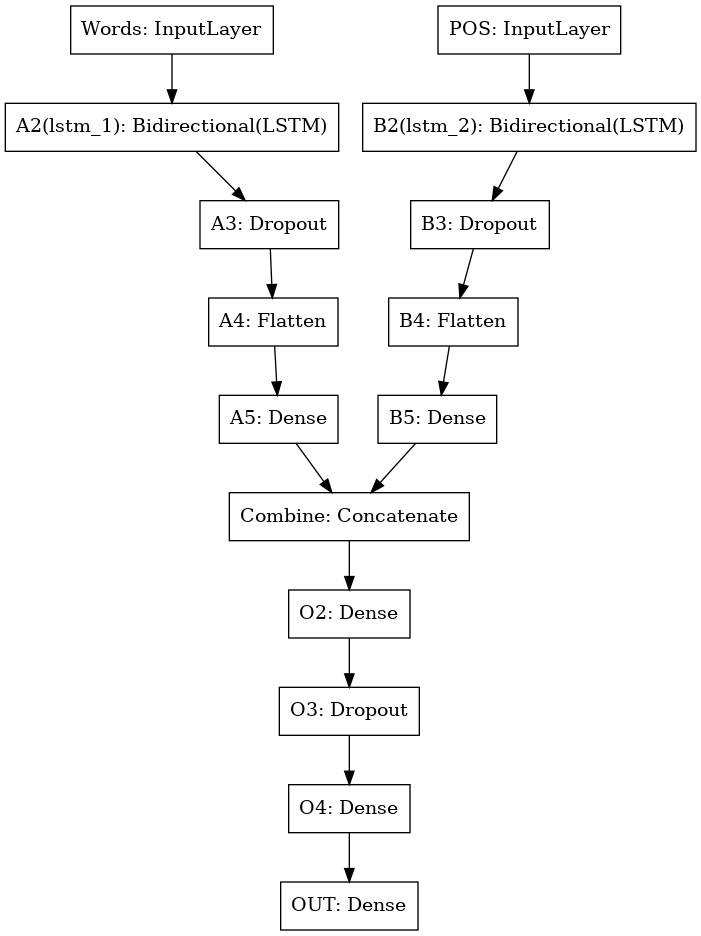 Words: InputLayer
POS: InputLayer
A2(lstm_1): Bidirectional(LSTM)
B2(lstm_2): Bidirectional(LSTM)
A3: Dropout
B3: Dropout
A4: Flatten
B4: Flatten
A5: Dense
B5: Dense
Combine: Concatenate
O2: Dense
O3: Dropout
O4: Dense
OUT: Dense